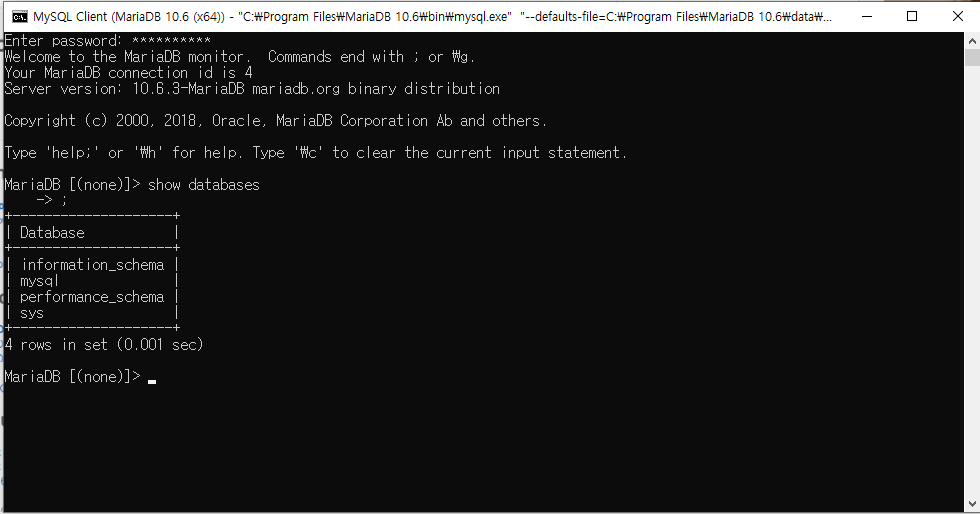 MySQL Client (MariaDB 10.6 (x64)) - "C:₩Program Files₩MariaDB 10.6₩bin₩mysql.exe"  "--defaults-file=C:₩Program Files₩MariaDB 10.6₩data₩...
Enter password: **********
Welcome to the MariaDB monitor.  Commands end with ; or ₩g.
Your MariaDB connection id is 4
Server version: 10.6.3-MariaDB mariadb.org binary distribution
Copyright (c) 2000, 2018, Oracle, MariaDB Corporation Ab and others.
Type 'help;' or '₩h' for help. Type '₩c' to clear the current input statement.
MariaDB [(none)]> show databases
    -> ;
+--------------------+
| Database           |
+--------------------+
| information_schema |
| mysql              |
| performance_schema |
| sys                |
+--------------------+
4 rows in set (0.001 sec)
MariaDB [(none)]>